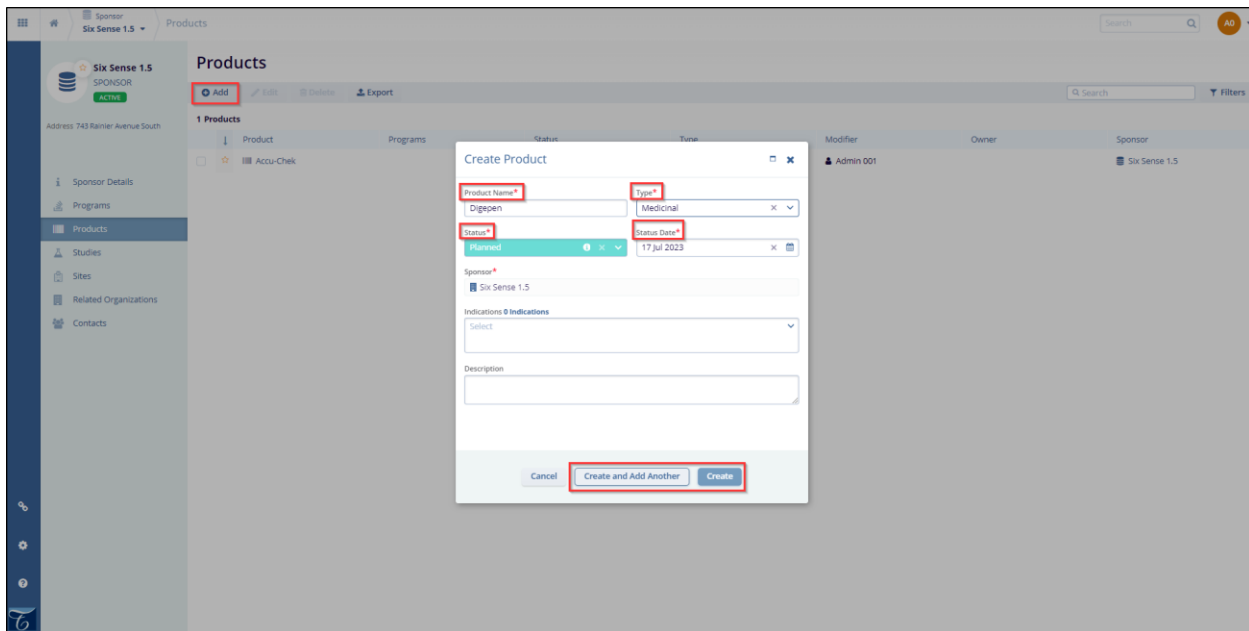 Sponsor
Six Sense 1.5
Products
Search
AO
Six Sense 1.5
SPONSOR
ACTIVE
Address: 743 Rainier Avenue South
Sponsor Details
Programs
Products
Studies
Sites
Related Organizations
Contacts
Products
Add Edit Delete Export
Search
Filters
1 Products
Product Programs Status Type Modifier Owner Sponsor
Accu-Chek Admin 001 Six Sense 1.5
Create Product
Product Name* Type*
Digepen Medicinal
Status* Status Date*
Planned 17 Jul 2023
Sponsor*
Six Sense 1.5
Indications 0 Indications
Select
Description
Cancel Create and Add Another Create